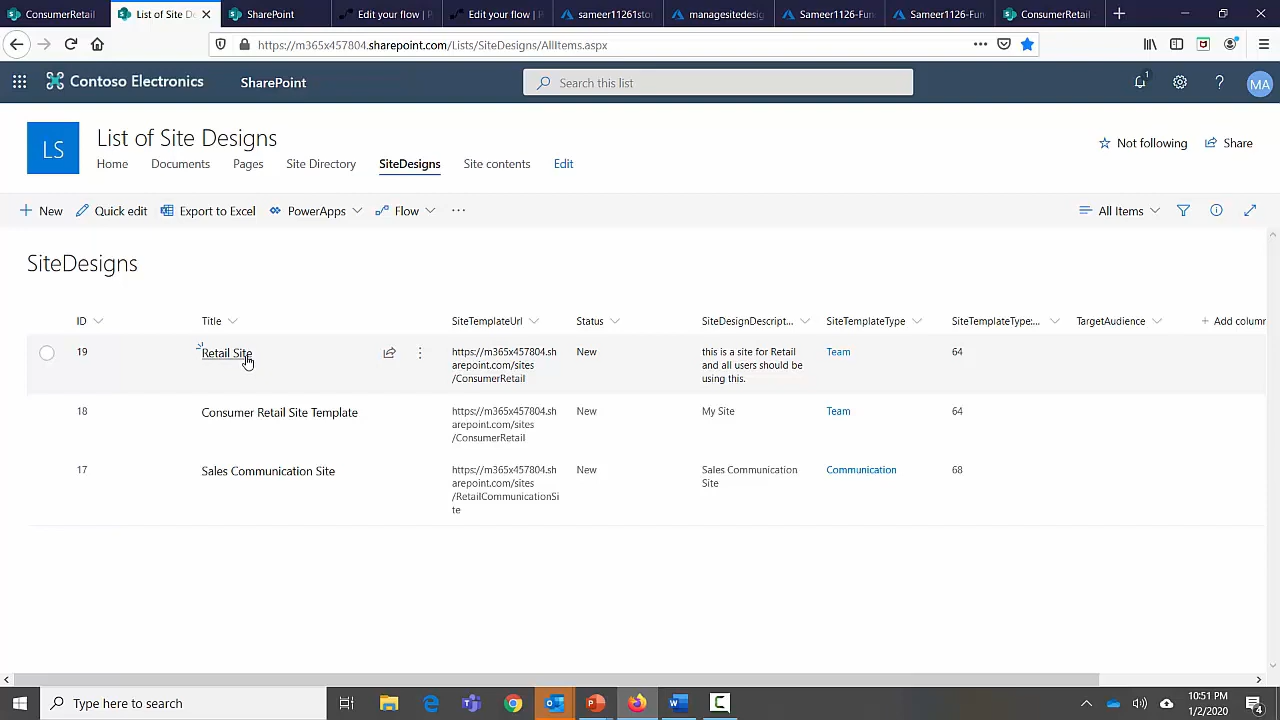 ConsumerRetail
List of Site D
SharePoint
Edit your flow | P
Edit your flow | P
sameer11261sto
managesitedesig
Sameer1126-Fun
Sameer1126-Fun
ConsumerRetail -
https://m365x457804.sharepoint.com/Lists/SiteDesigns/AllItems.aspx
Contoso Electronics
SharePoint
Search this list
1
?
MA
LS
List of Site Designs
Home
Documents
Pages
Site Directory
SiteDesigns
Site contents
Edit
Not following
Share
New
Quick edit
Export to Excel
PowerApps
Flow
All Items
SiteDesigns
ID
Title
SiteTemplateUrl
Status
SiteDesignDescript...
SiteTemplateType
SiteTemplateType:...
TargetAudience
Add column
19
Retail Site
https://m365x457804.sh
arepoint.com/sites
/ConsumerRetail
New
this is a site for Retail
and all users should be
using this.
Team
64
18
Consumer Retail Site Template
https://m365x457804.sh
arepoint.com/sites
/ConsumerRetail
New
My Site
Team
64
17
Sales Communication Site
https://m365x457804.sh
arepoint.com/sites
/RetailCommunicationSi
te
New
Sales Communication
Site
Communication
68
Type here to search
10:51 PM
1/2/2020
4